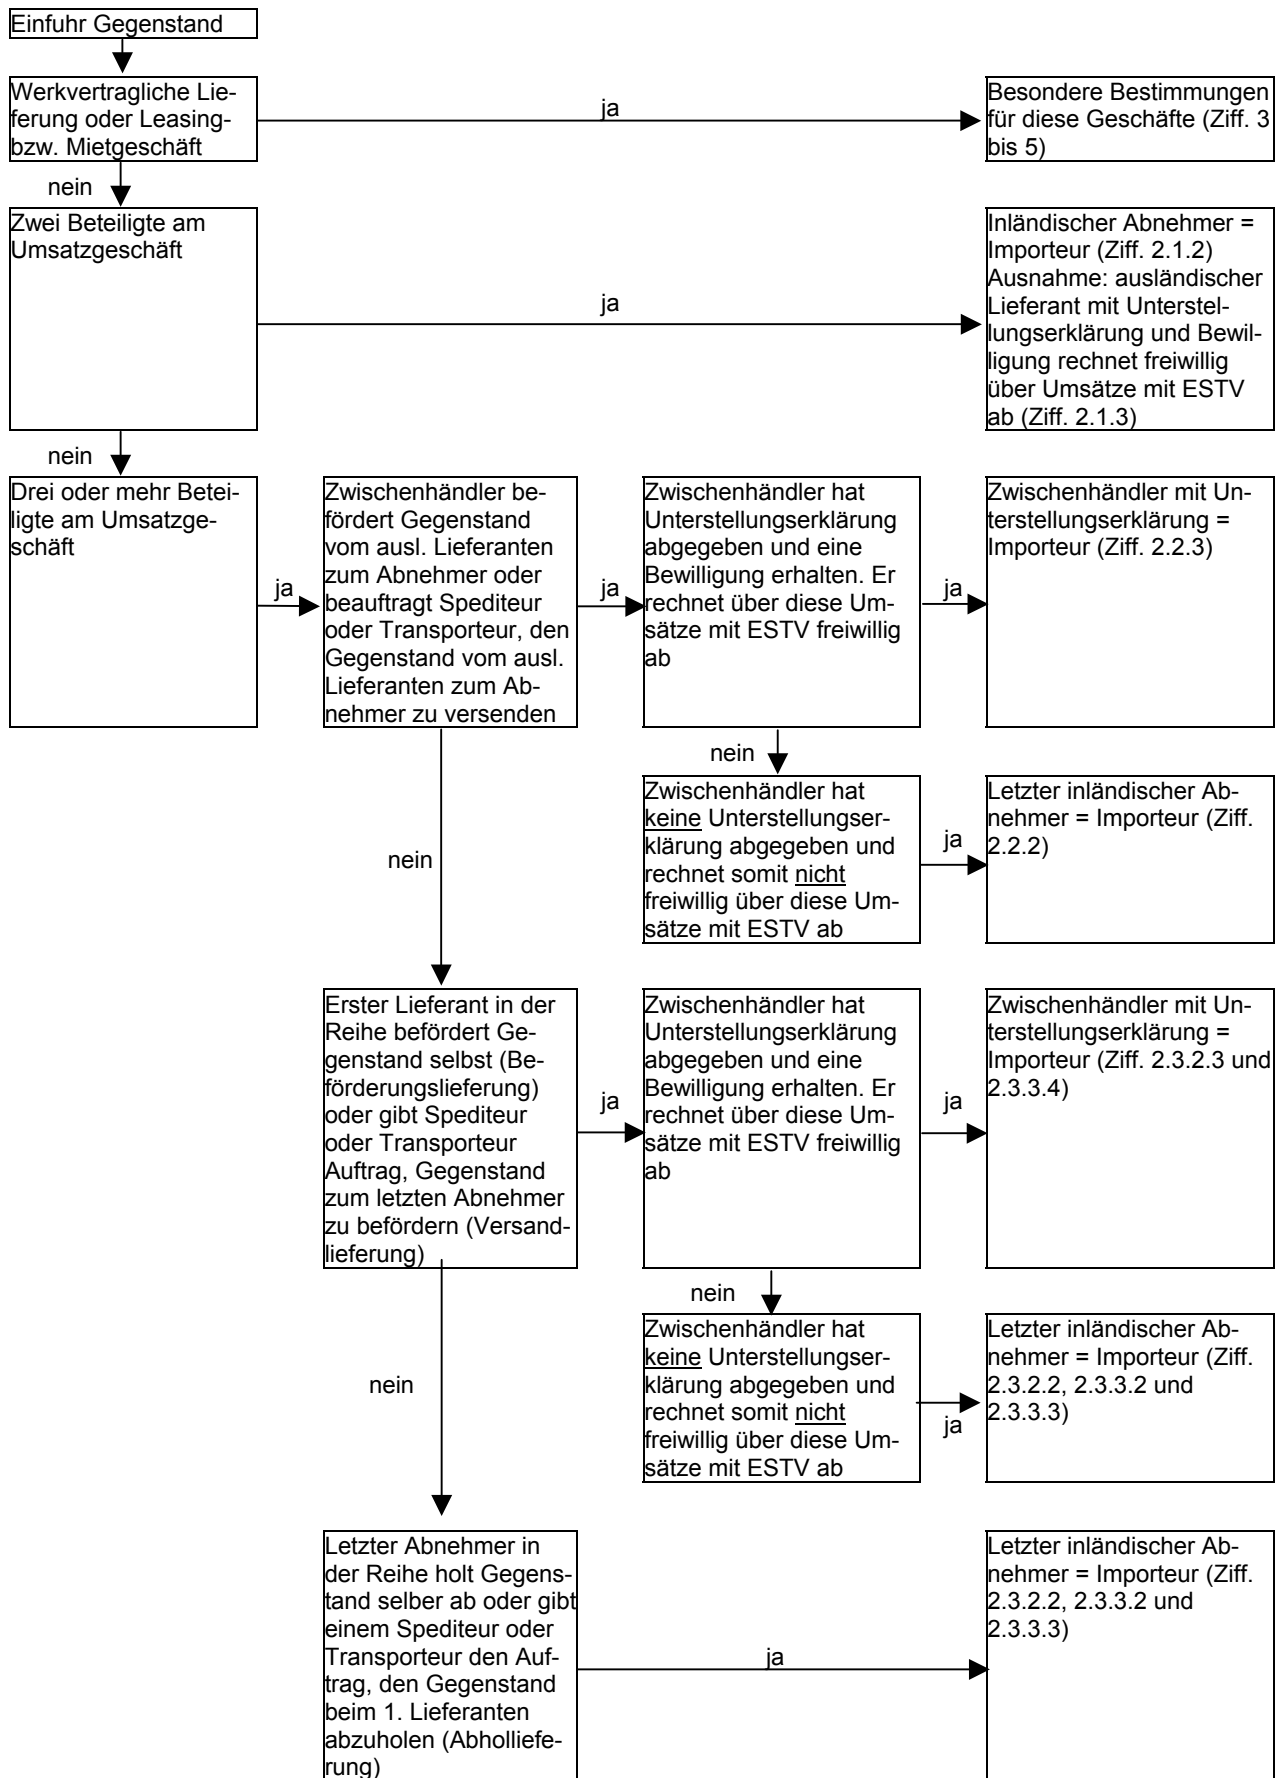 Einfuhr Gegenstand
Werkvertragliche Lie-
ferung oder Leasing-
bzw. Mietgeschäft
ja
Besondere Bestimmungen
für diese Geschäfte (Ziff. 3
bis 5)
nein
Zwei Beteiligte am
Umsatzgeschäft
ja
Inländischer Abnehmer =
Importeur (Ziff. 2.1.2)
Ausnahme: ausländischer
Lieferant mit Unterstel-
lungserklärung und Bewil-
ligung rechnet freiwillig
über Umsätze mit ESTV
ab (Ziff. 2.1.3)
nein
Drei oder mehr Betei-
ligte am Umsatzge-
schäft
ja
Zwischenhändler be-
fördert Gegenstand
vom ausl. Lieferanten
zum Abnehmer oder
beauftragt Spediteur
oder Transporteur, den
Gegenstand vom ausl.
Lieferanten zum Ab-
nehmer zu versenden
ja
Zwischenhändler hat
Unterstellungserklärung
abgegeben und eine
Bewilligung erhalten. Er
rechnet über diese Um-
sätze mit ESTV freiwillig
ab
ja
Zwischenhändler mit Un-
terstellungserklärung =
Importeur (Ziff. 2.2.3)
nein
Zwischenhändler hat
keine Unterstellungser-
klärung abgegeben und
rechnet somit nicht
freiwillig über diese Um-
sätze mit ESTV ab
ja
Letzter inländischer Ab-
nehmer = Importeur (Ziff.
2.2.2)
nein
Erster Lieferant in der
Reihe befördert Ge-
genstand selbst (Be-
förderungslieferung)
oder gibt Spediteur
oder Transporteur
Auftrag, Gegenstand
zum letzten Abnehmer
zu befördern (Versand-
lieferung)
ja
Zwischenhändler hat
Unterstellungserklärung
abgegeben und eine
Bewilligung erhalten. Er
rechnet über diese Um-
sätze mit ESTV freiwillig
ab
ja
Zwischenhändler mit Un-
terstellungserklärung =
Importeur (Ziff. 2.3.2.3 und
2.3.3.4)
nein
Zwischenhändler hat
keine Unterstellungser-
klärung abgegeben und
rechnet somit nicht
freiwillig über diese Um-
sätze mit ESTV ab
ja
Letzter inländischer Ab-
nehmer = Importeur (Ziff.
2.3.2.2, 2.3.3.2 und
2.3.3.3)
nein
Letzter Abnehmer in
der Reihe holt Gegens-
tand selber ab oder gibt
einem Spediteur oder
Transporteur den Auf-
trag, den Gegenstand
beim 1. Lieferanten
abzuholen (Abholliefe-
rung)
ja
Letzter inländischer Ab-
nehmer = Importeur (Ziff.
2.3.2.2, 2.3.3.2 und
2.3.3.3)